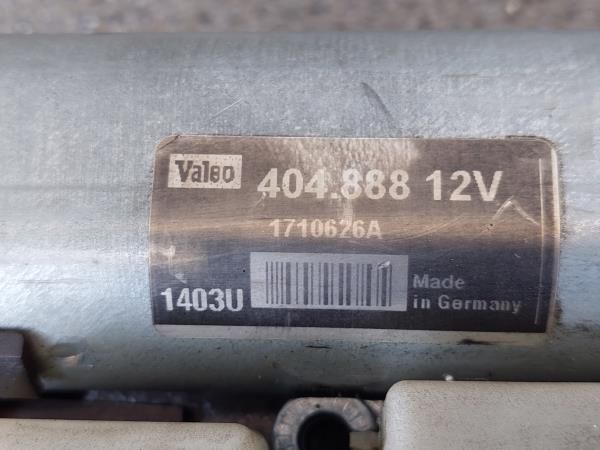 Valeo 404.888 12V
1710626A
1403U Made
in Germany